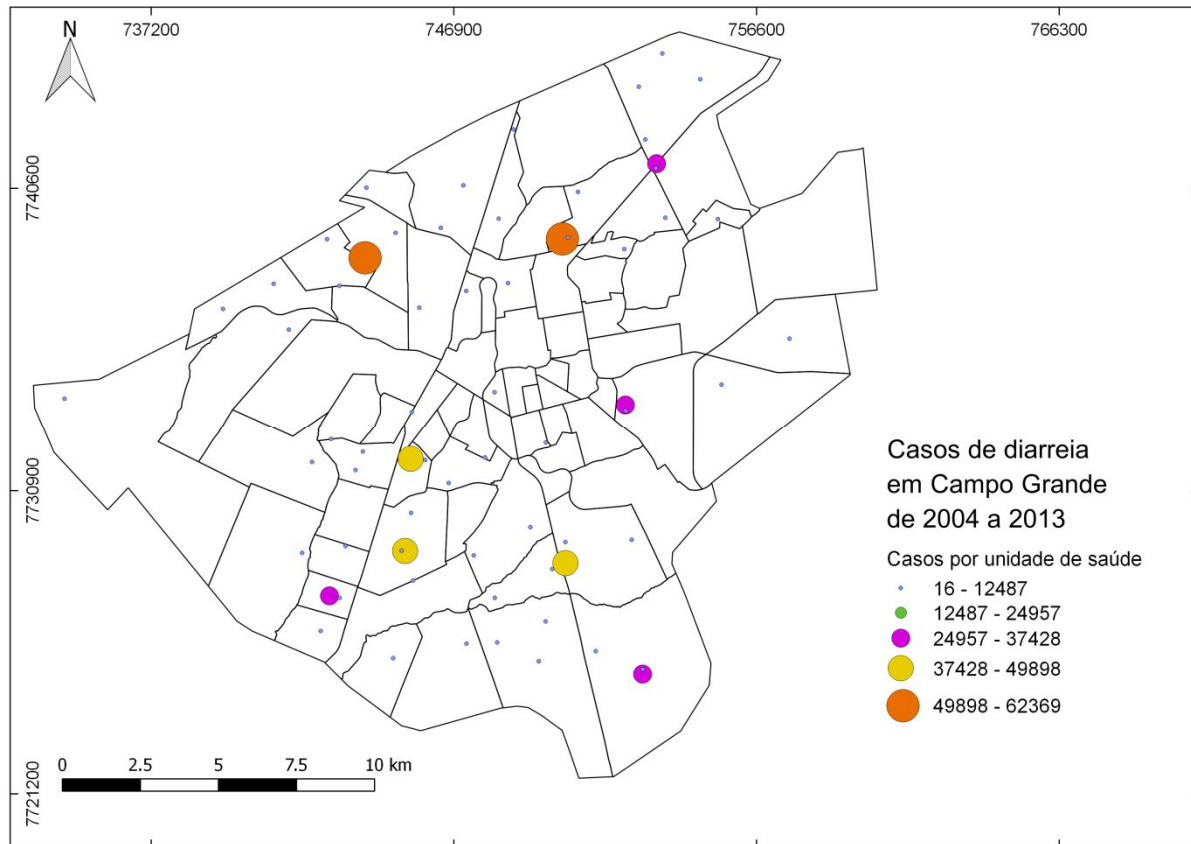 737200
746900
756600
766300
N
7740600
7730900
7721200
Casos de diarreia
em Campo Grande
de 2004 a 2013
Casos por unidade de saúde
16 - 12487
12487 - 24957
24957 - 37428
37428 - 49898
49898 - 62369
0 2.5 5 7.5 10 km